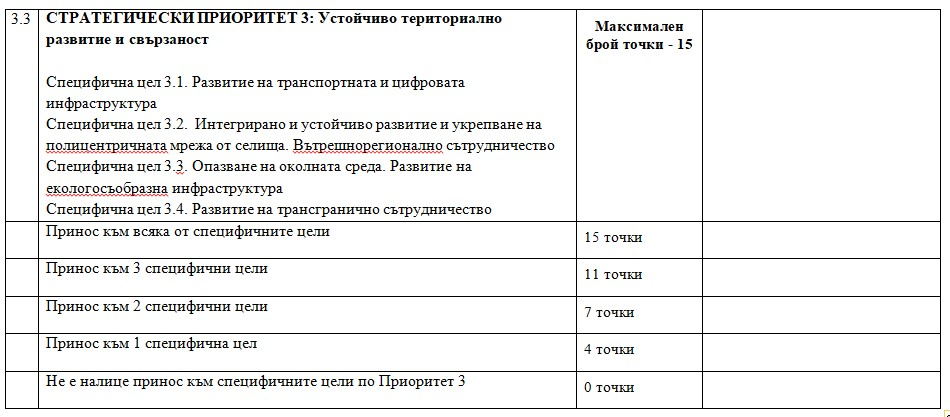 3.3 СТРАТЕГИЧЕСКИ ПРИОРИТЕТ 3: Устойчиво териториално
развитие и свързаност
Максимален
брой точки - 15
Специфична цел 3.1. Развитие на транспортната и цифровата
инфраструктура
Специфична цел 3.2. Интегрирано и устойчиво развитие и укрепване на
полицентричната мрежа от селища. Вътрешнорегионално сътрудничество
Специфична цел 3.3. Опазване на околната среда. Развитие на
екологосъобразна инфраструктура
Специфична цел 3.4. Развитие на трансгранично сътрудничество
Принос към всяка от специфичните цели 15 точки
Принос към 3 специфични цели 11 точки
Принос към 2 специфични цели 7 точки
Принос към 1 специфична цел 4 точки
Не е налице принос към специфичните цели по Приоритет 3 0 точки